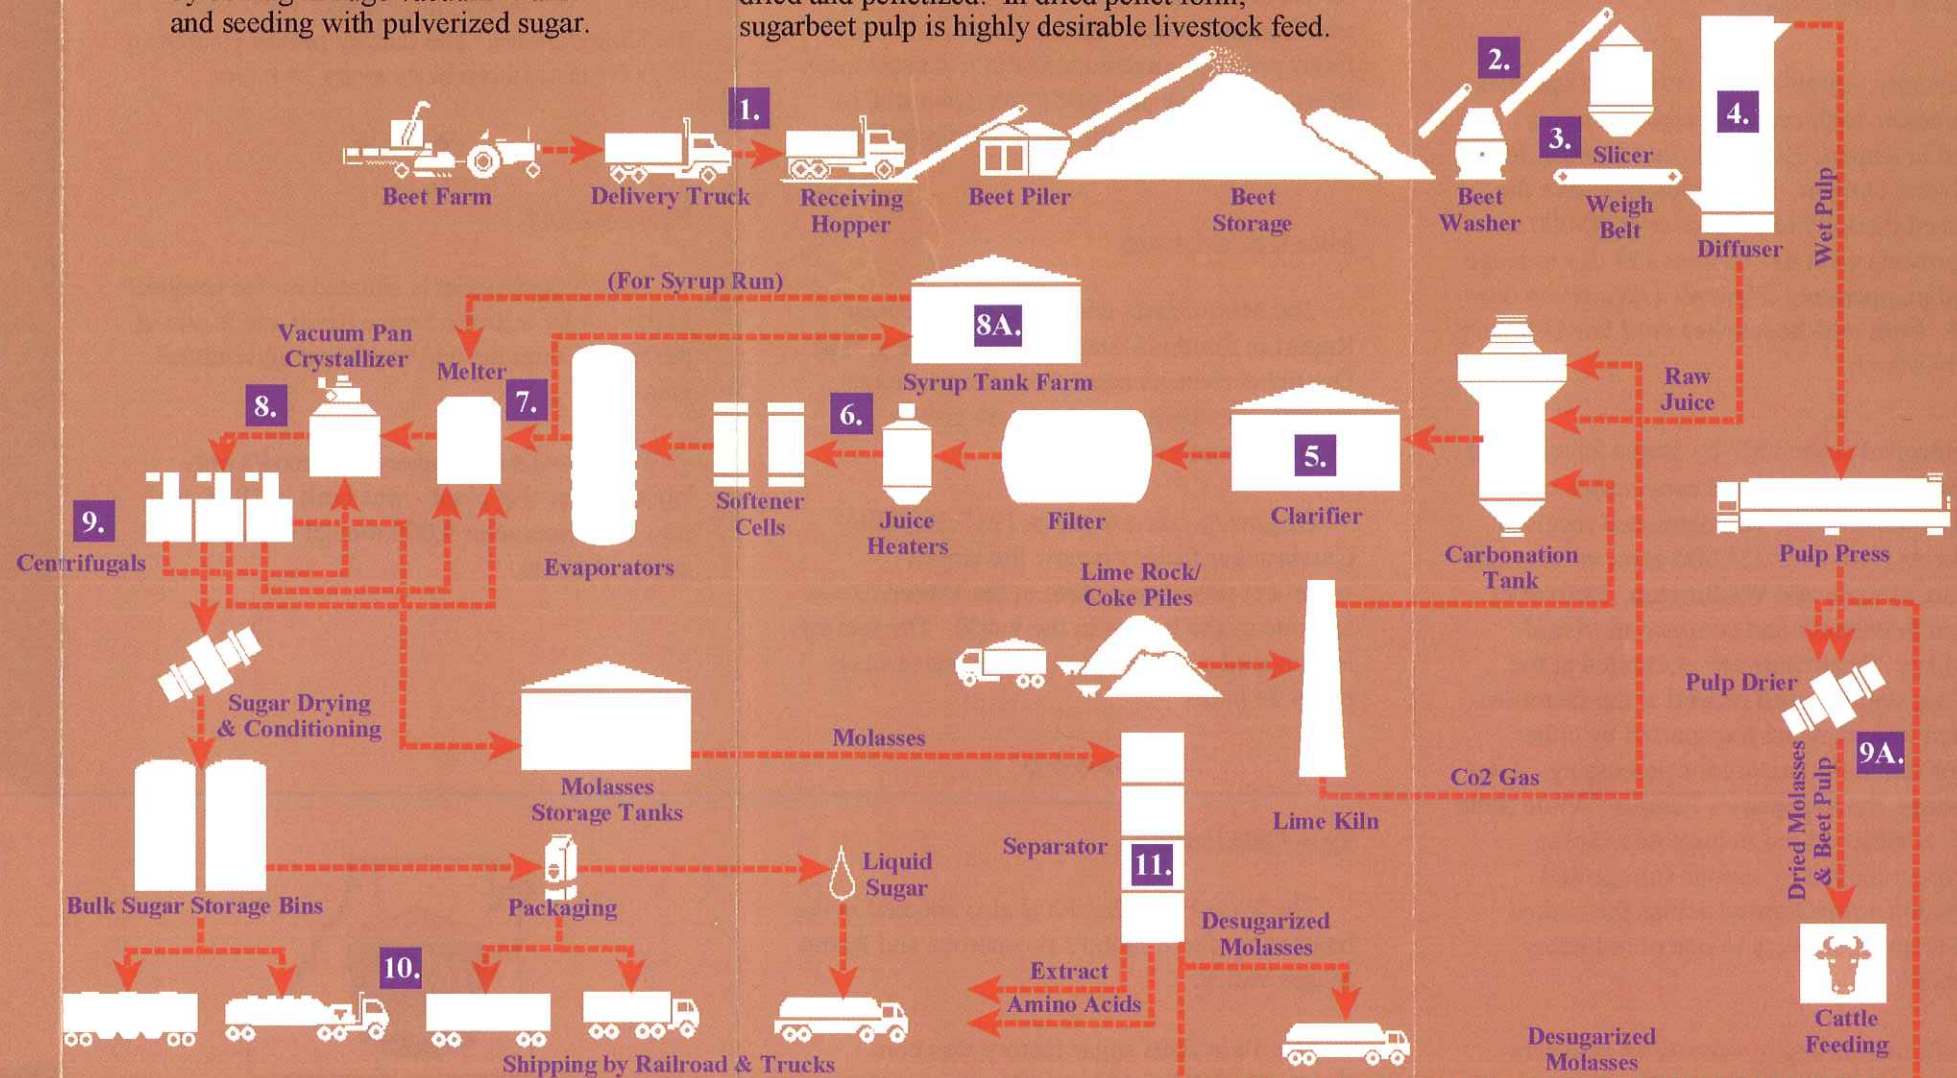 and seeding with pulverized sugar.
sugarbeet pulp is highly desirable livestock feed.
1.
2.
3.
4.
Beet Farm
Delivery Truck
Receiving
Hopper
Beet Piler
Beet
Storage
Beet
Washer
Slicer
Weigh
Belt
Diffuser
Wet Pulp
(For Syrup Run)
8A.
Syrup Tank Farm
Vacuum Pan
Crystallizer
Melter
7.
8.
6.
5.
Raw
Juice
9.
Centrifugals
Evaporators
Softener
Cells
Juice
Heaters
Filter
Clarifier
Carbonation
Tank
Pulp Press
Lime Rock/
Coke Piles
Pulp Drier
Sugar Drying
& Conditioning
Molasses
Molasses
Storage Tanks
Co2 Gas
Lime Kiln
9A.
Dried Molasses
& Beet Pulp
Separator
11.
Liquid
Sugar
Bulk Sugar Storage Bins
Packaging
Desugarized
Molasses
10.
Extract
Amino Acids
Cattle
Feeding
Desugarized
Molasses
Shipping by Railroad & Trucks